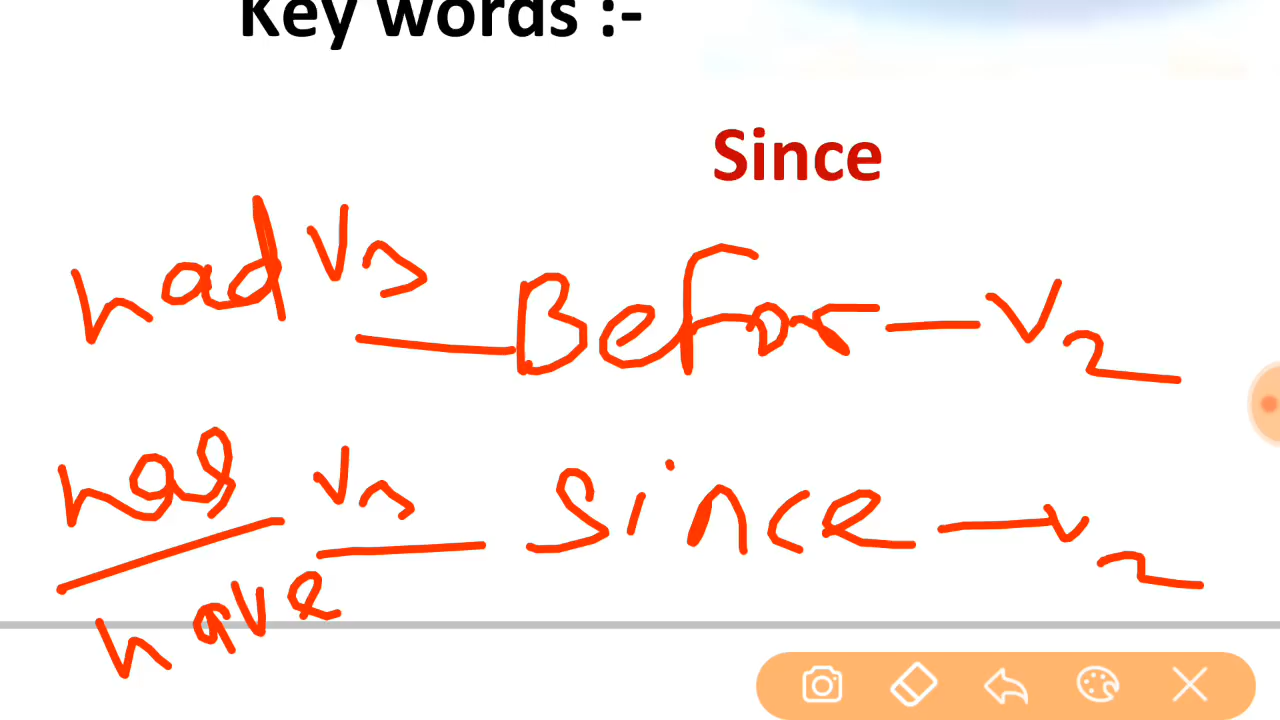 Key words :-
Since
had V3 Befor - V2
has V3 since - V2
have